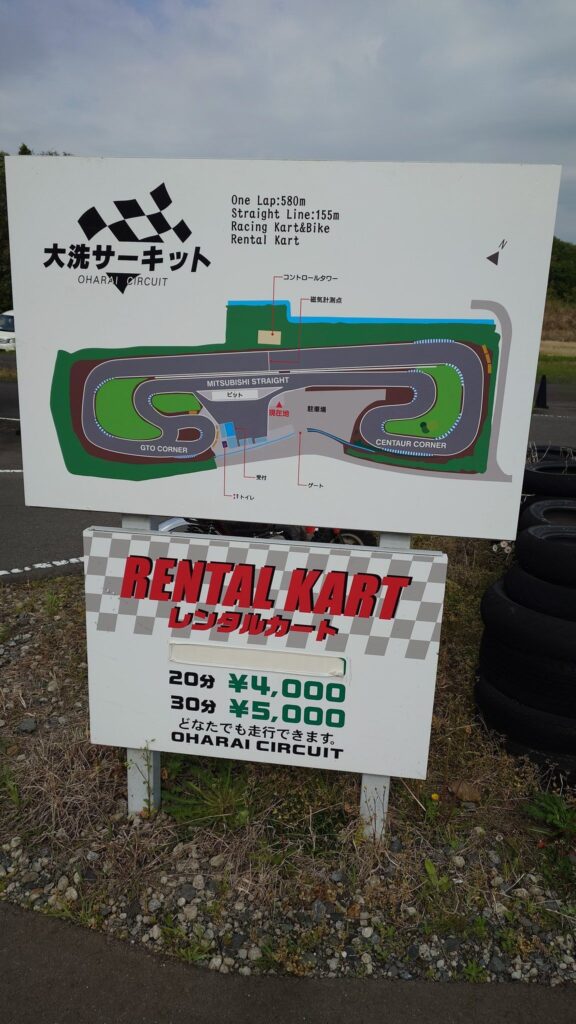 大洗サーキット
OHARAI CIRCUIT
One Lap:580m
Straight Line:155m
Racing Kart&Bike
Rental Kart
N
コントロールタワー
磁気計測点
MITSUBISHI STRAIGHT
ピット
現在地
駐車場
GTO CORNER
CENTAUR CORNER
受付
トイレ
ゲート
RENTAL KART
レンタルカート
20分 ¥4,000
30分 ¥5,000
どなたでも走行できます。
OHARAI CIRCUIT